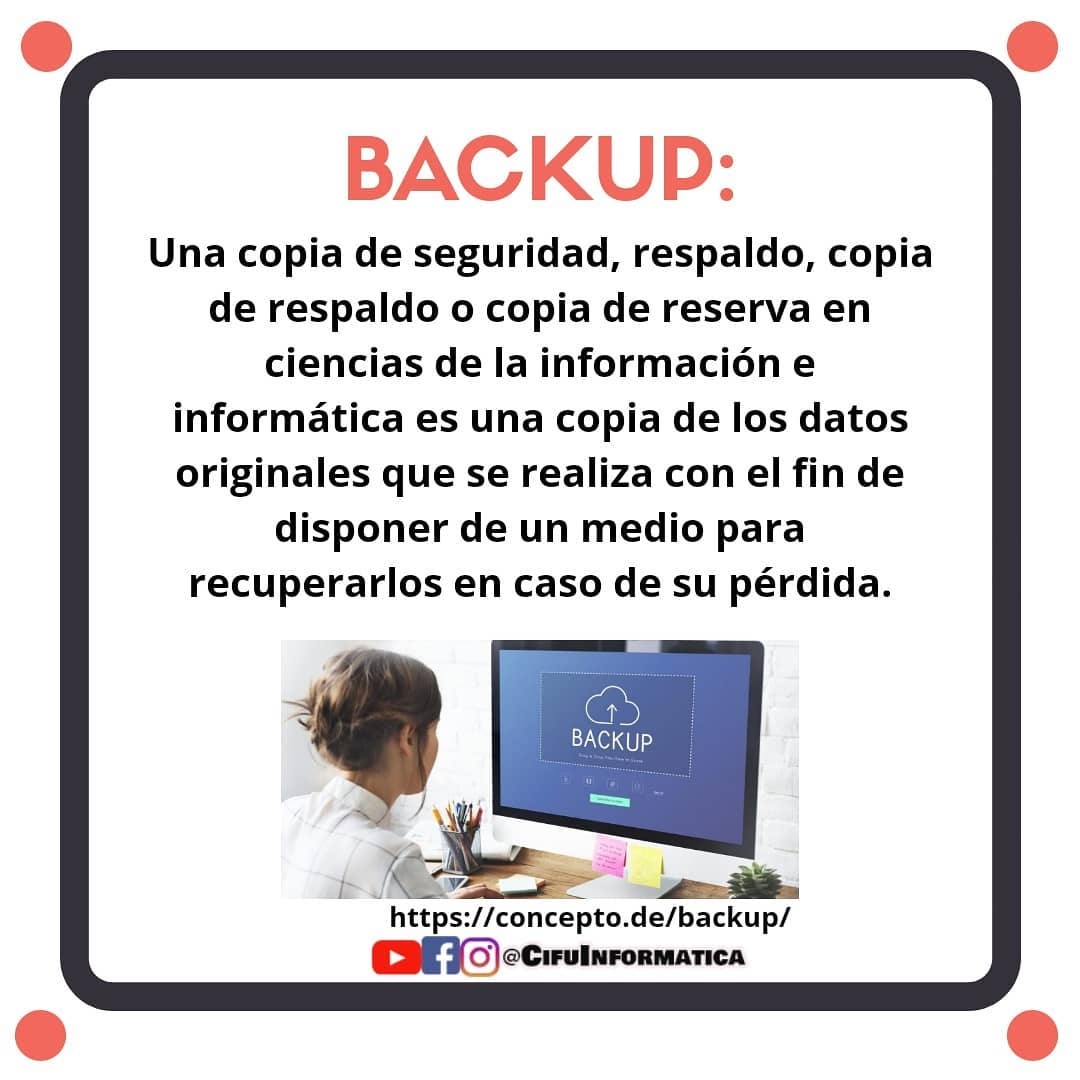 BACKUP:
Una copia de seguridad, respaldo, copia
de respaldo o copia de reserva en
ciencias de la información e
informática es una copia de los datos
originales que se realiza con el fin de
disponer de un medio para
recuperarlos en caso de su pérdida.
BACKUP
https://concepto.de/backup/
@CIFUINFORMATICA